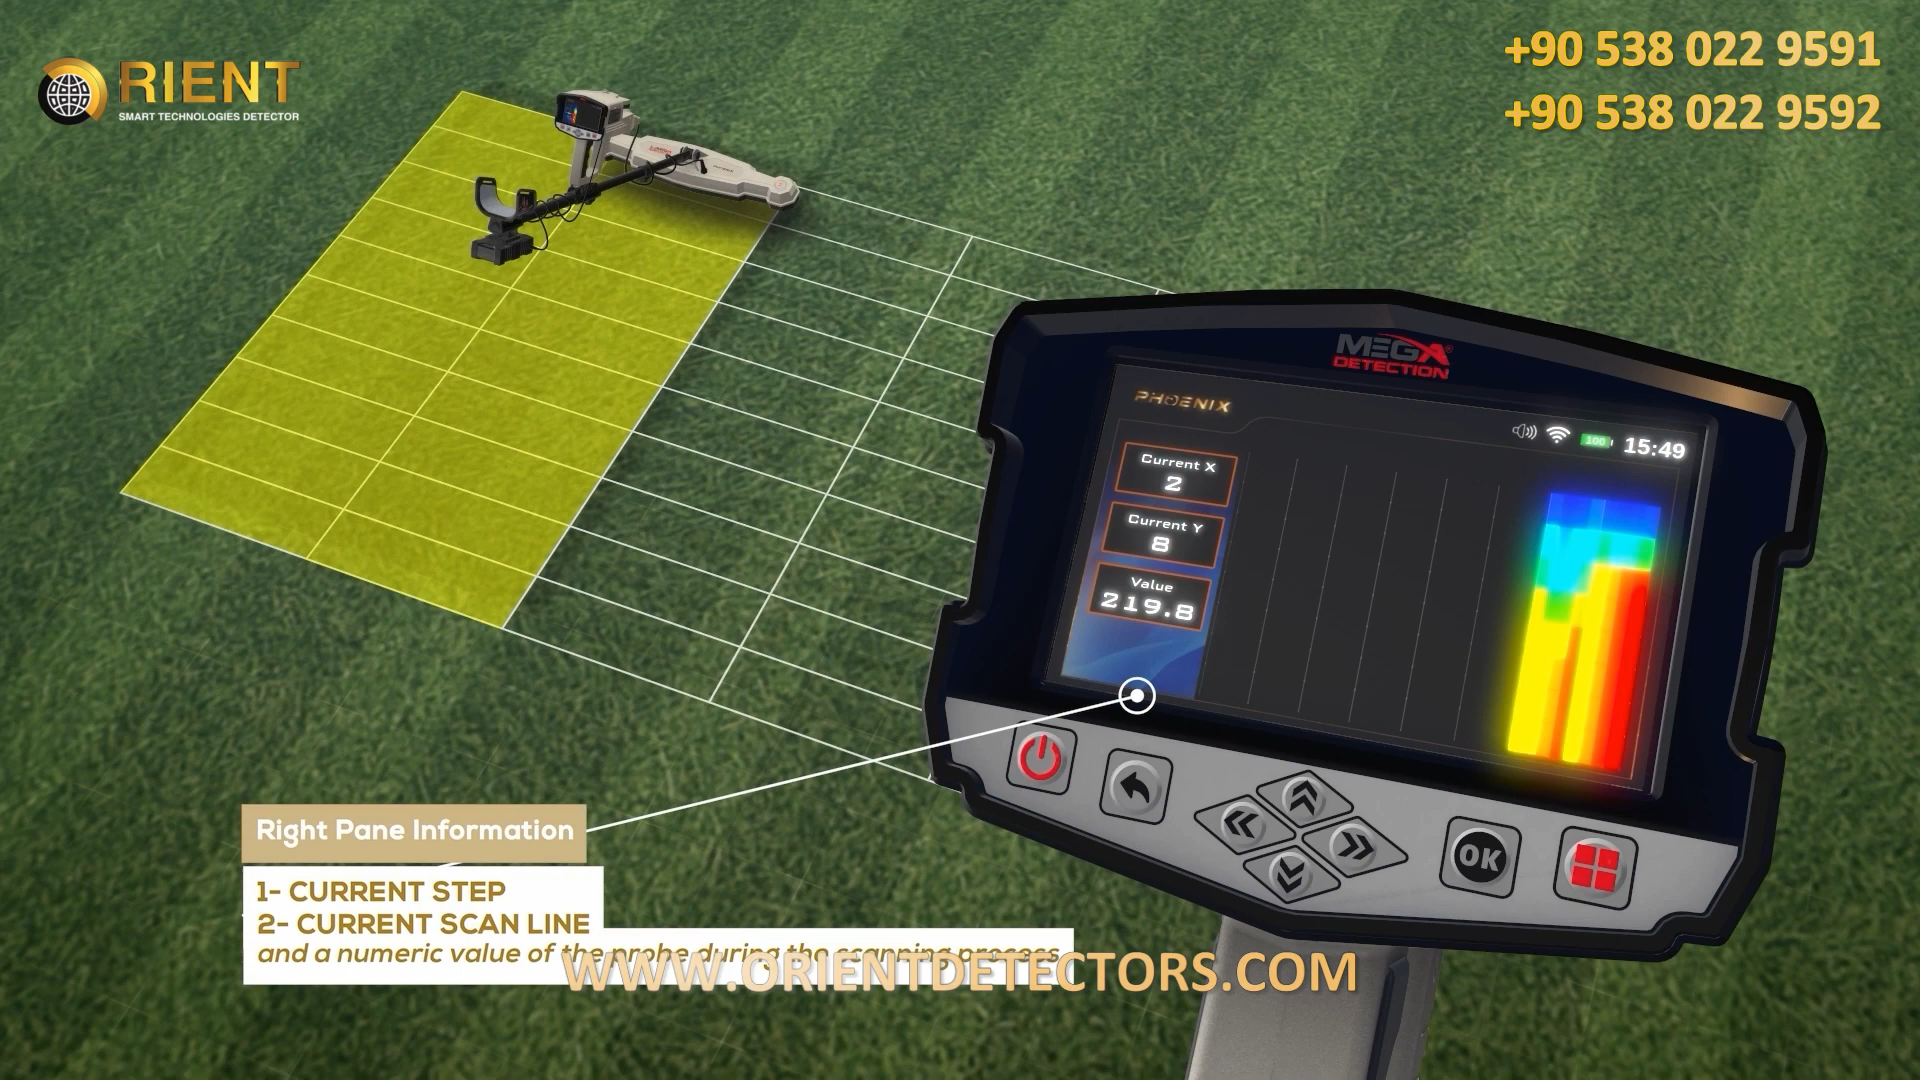 RIENT
SMART TECHNOLOGIES DETECTOR
+90 538 022 9591
+90 538 022 9592
MEGA
DETECTION
PHOENIX
100
15:49
Current X
2
Current Y
8
Value
219.8
OK
Right Pane Information
1- CURRENT STEP
2- CURRENT SCAN LINE
and a numeric value of the probe during the scanning process
WWW.ORIENTDETECTORS.COM